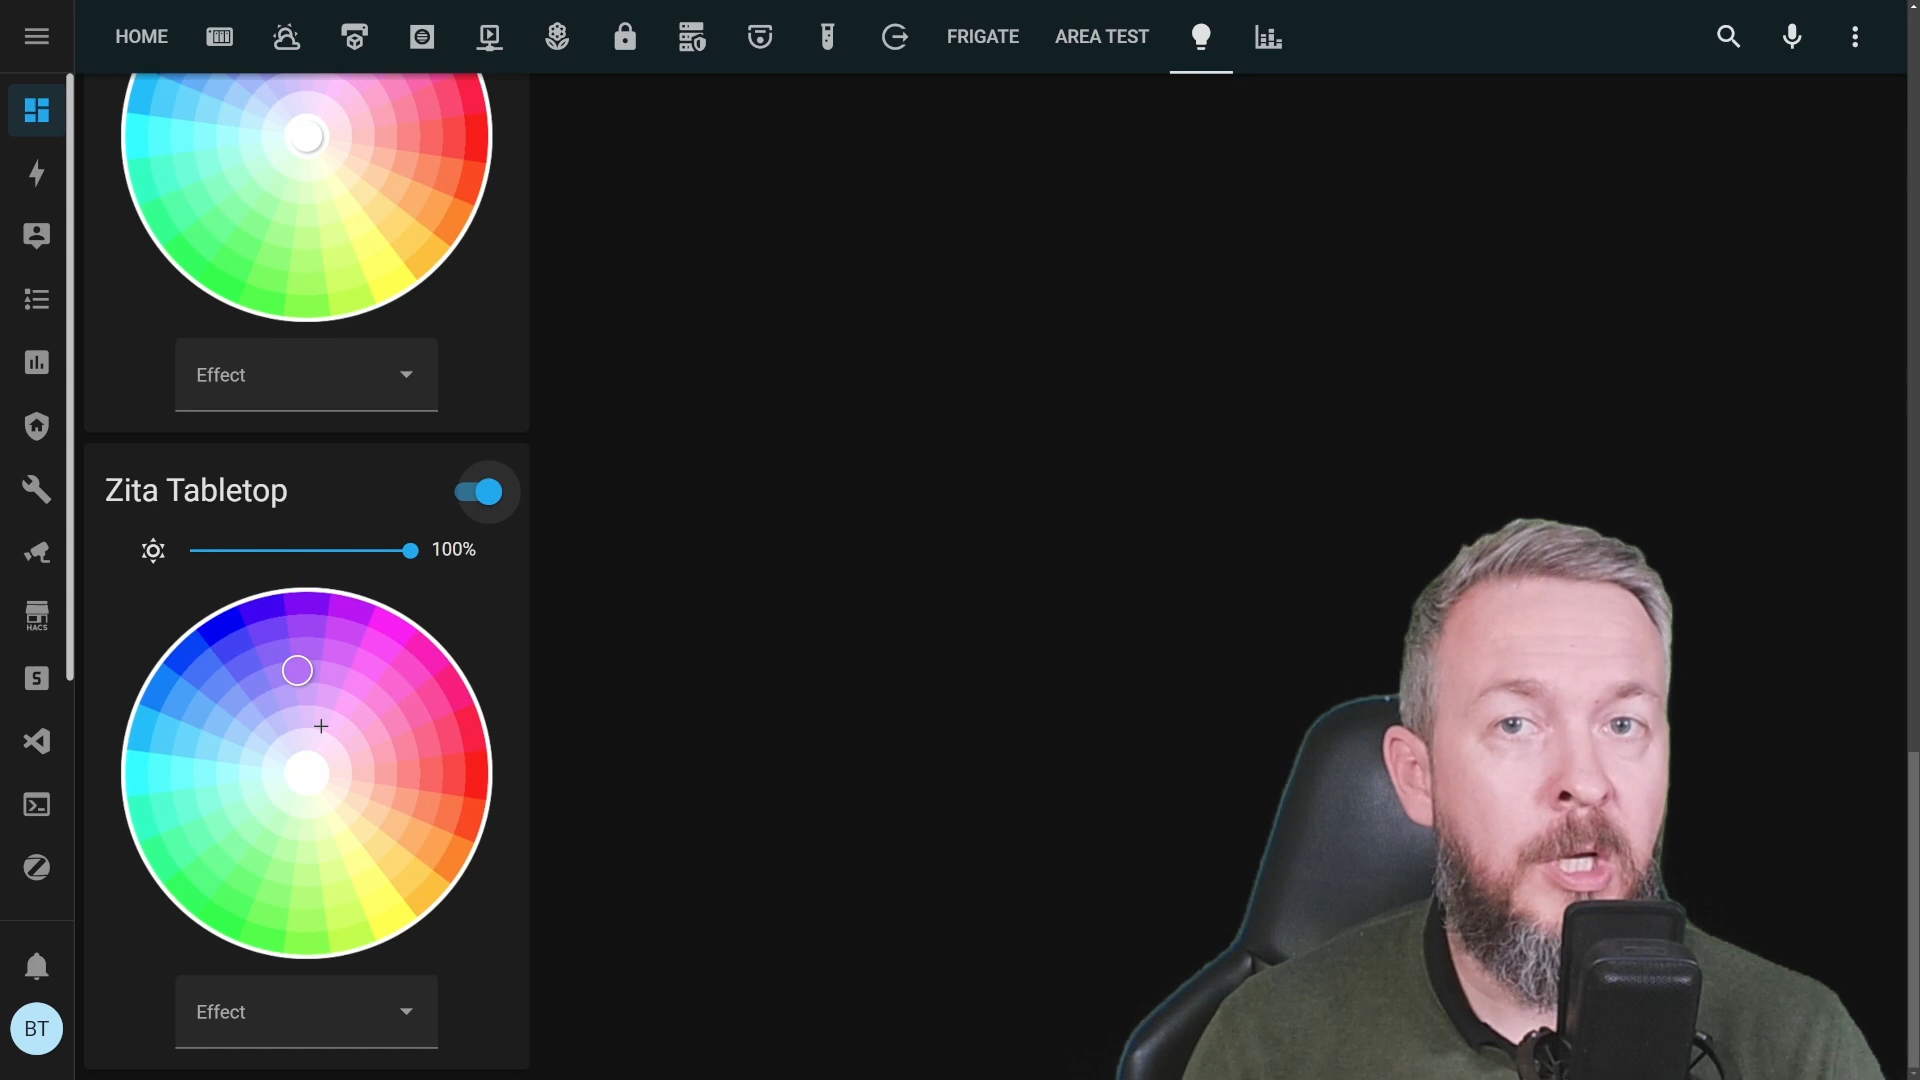 HOME
FRIGATE
AREA TEST
Effect
Zita Tabletop
100%
HACS
S
Effect
BT